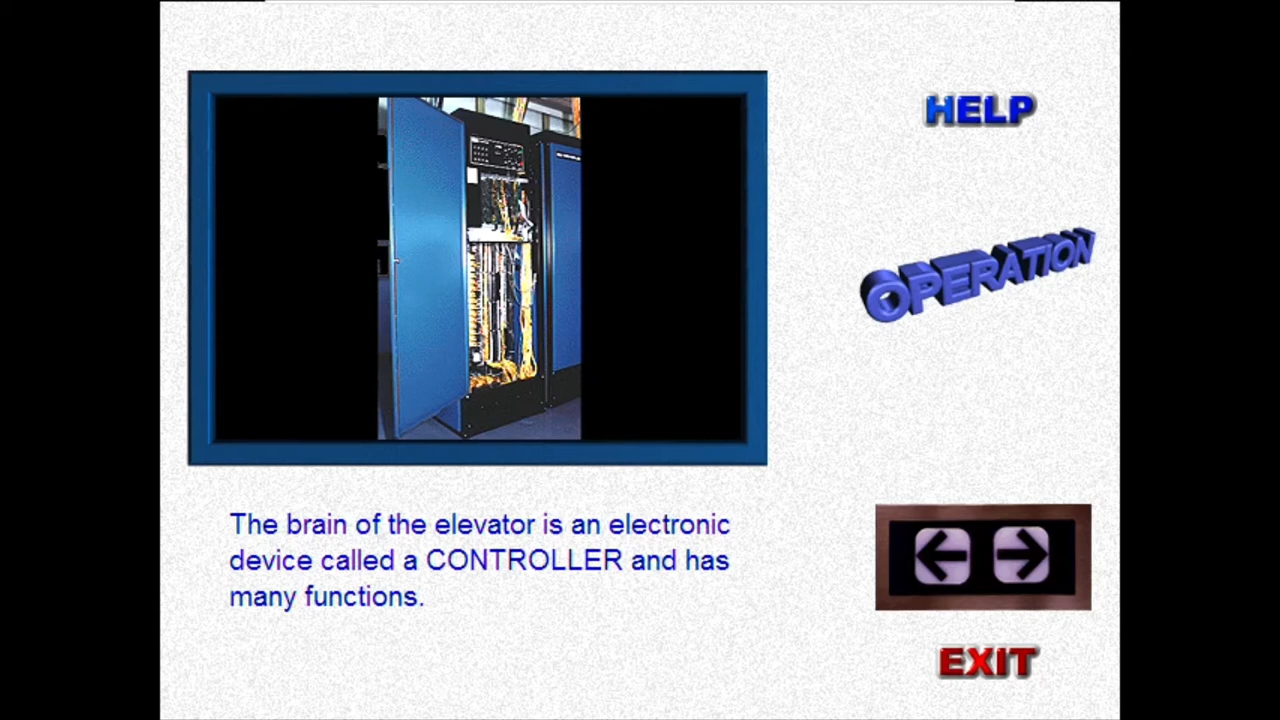 HELP
OPERATION
The brain of the elevator is an electronic
device called a CONTROLLER and has
many functions.
EXIT